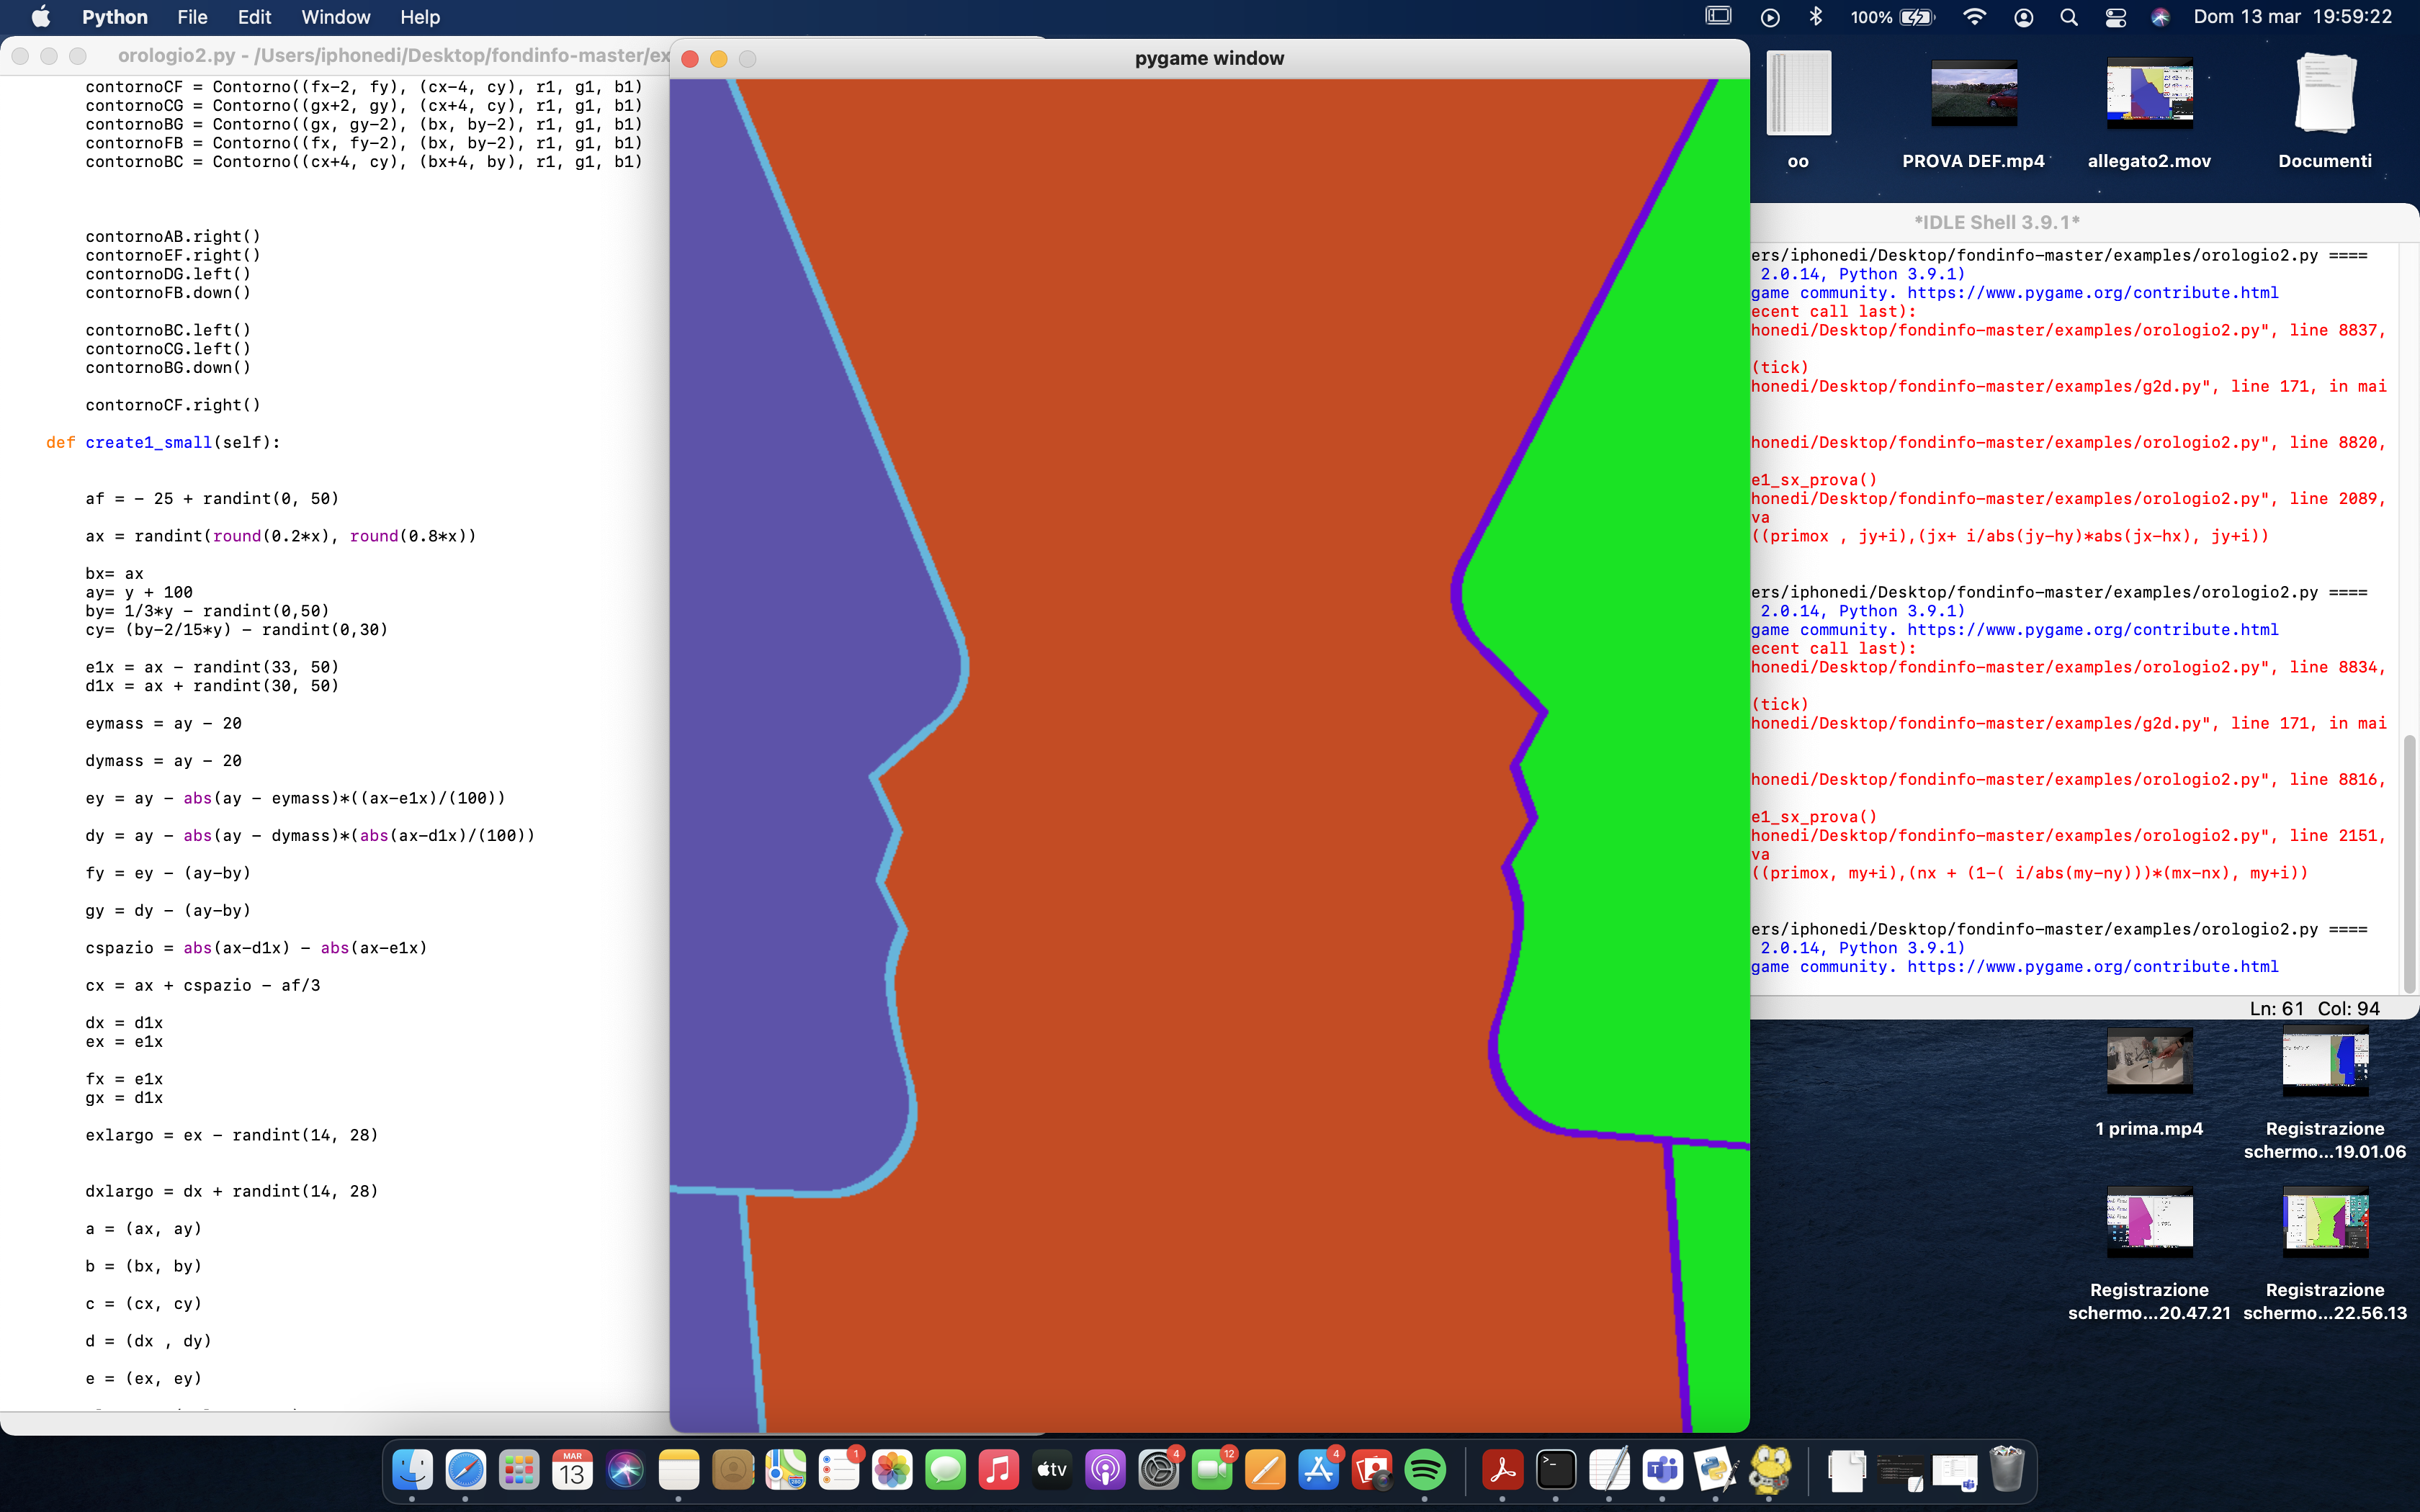 Python File Edit Window Help
100% Dom 13 mar 19:59:22
orologio2.py - /Users/iphonedi/Desktop/fondinfo-master/ex
contornoCF = Contorno((fx-2, fy), (cx-4, cy), r1, g1, b1)
contornoCG = Contorno((gx+2, gy), (cx+4, cy), r1, g1, b1)
contornoBG = Contorno((gx, gy-2), (bx, by-2), r1, g1, b1)
contornoFB = Contorno((fx, fy-2), (bx, by-2), r1, g1, b1)
contornoBC = Contorno((cx+4, cy), (bx+4, by), r1, g1, b1)
contornoAB.right()
contornoEF.right()
contornoDG.left()
contornoFB.down()
contornoBC.left()
contornoCG.left()
contornoBG.down()
contornoCF.right()
def create1_small(self):
af = - 25 + randint(0, 50)
ax = randint(round(0.2*x), round(0.8*x))
bx= ax
ay= y + 100
by= 1/3*y - randint(0,50)
cy= (by-2/15*y) - randint(0,30)
e1x = ax - randint(33, 50)
d1x = ax + randint(30, 50)
eymass = ay - 20
dymass = ay - 20
ey = ay - abs(ay - eymass)*((ax-e1x)/(100))
dy = ay - abs(ay - dymass)*(abs(ax-d1x)/(100))
fy = ey - (ay-by)
gy = dy - (ay-by)
cspazio = abs(ax-d1x) - abs(ax-e1x)
cx = ax + cspazio - af/3
dx = d1x
ex = e1x
fx = e1x
gx = d1x
exlargo = ex - randint(14, 28)
dxlargo = dx + randint(14, 28)
a = (ax, ay)
b = (bx, by)
c = (cx, cy)
d = (dx , dy)
e = (ex, ey)
pygame window
oo
PROVA DEF.mp4
allegato2.mov
Documenti
*IDLE Shell 3.9.1*
ers/iphonedi/Desktop/fondinfo-master/examples/orologio2.py ====
2.0.14, Python 3.9.1)
game community. https://www.pygame.org/contribute.html
ecent call last):
honedi/Desktop/fondinfo-master/examples/orologio2.py", line 8837,
(tick)
honedi/Desktop/fondinfo-master/examples/g2d.py", line 171, in mai
honedi/Desktop/fondinfo-master/examples/orologio2.py", line 8820,
e1_sx_prova()
honedi/Desktop/fondinfo-master/examples/orologio2.py", line 2089,
va
((primox , jy+i),(jx+ i/abs(jy-hy)*abs(jx-hx), jy+i))
ers/iphonedi/Desktop/fondinfo-master/examples/orologio2.py ====
2.0.14, Python 3.9.1)
game community. https://www.pygame.org/contribute.html
ecent call last):
honedi/Desktop/fondinfo-master/examples/orologio2.py", line 8834,
(tick)
honedi/Desktop/fondinfo-master/examples/g2d.py", line 171, in mai
honedi/Desktop/fondinfo-master/examples/orologio2.py", line 8816,
e1_sx_prova()
honedi/Desktop/fondinfo-master/examples/orologio2.py", line 2151,
va
((primox, my+i),(nx + (1-( i/abs(my-ny)))*(mx-nx), my+i))
ers/iphonedi/Desktop/fondinfo-master/examples/orologio2.py ====
2.0.14, Python 3.9.1)
game community. https://www.pygame.org/contribute.html
Ln: 61 Col: 94
1 prima.mp4
Registrazione
schermo...19.01.06
Registrazione
schermo...20.47.21
Registrazione
schermo...22.56.13
MAR
13
1
tv
4
12
4